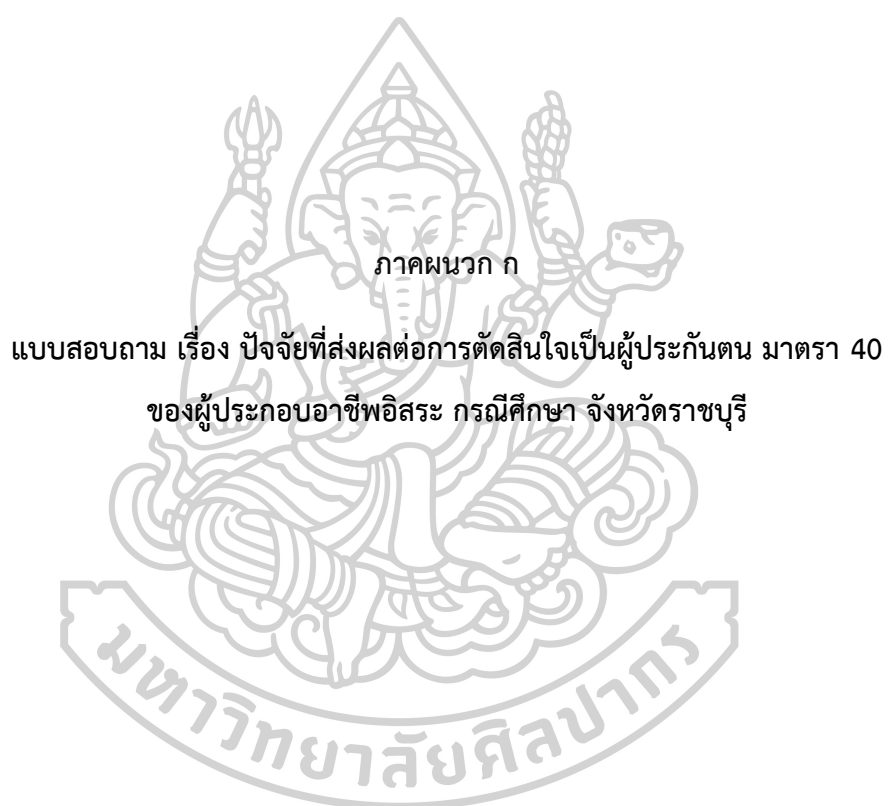 ภาคผนวก ก
แบบสอบถาม เรื่อง ปัจจัยที่ส่งผลต่อการตัดสินใจเป็นผู้ประกันตน มาตรา 40
ของผู้ประกอบอาชีพอิสระ กรณีศึกษา จังหวัดราชบุรี
มหาวิทยาลัยศิลปากร